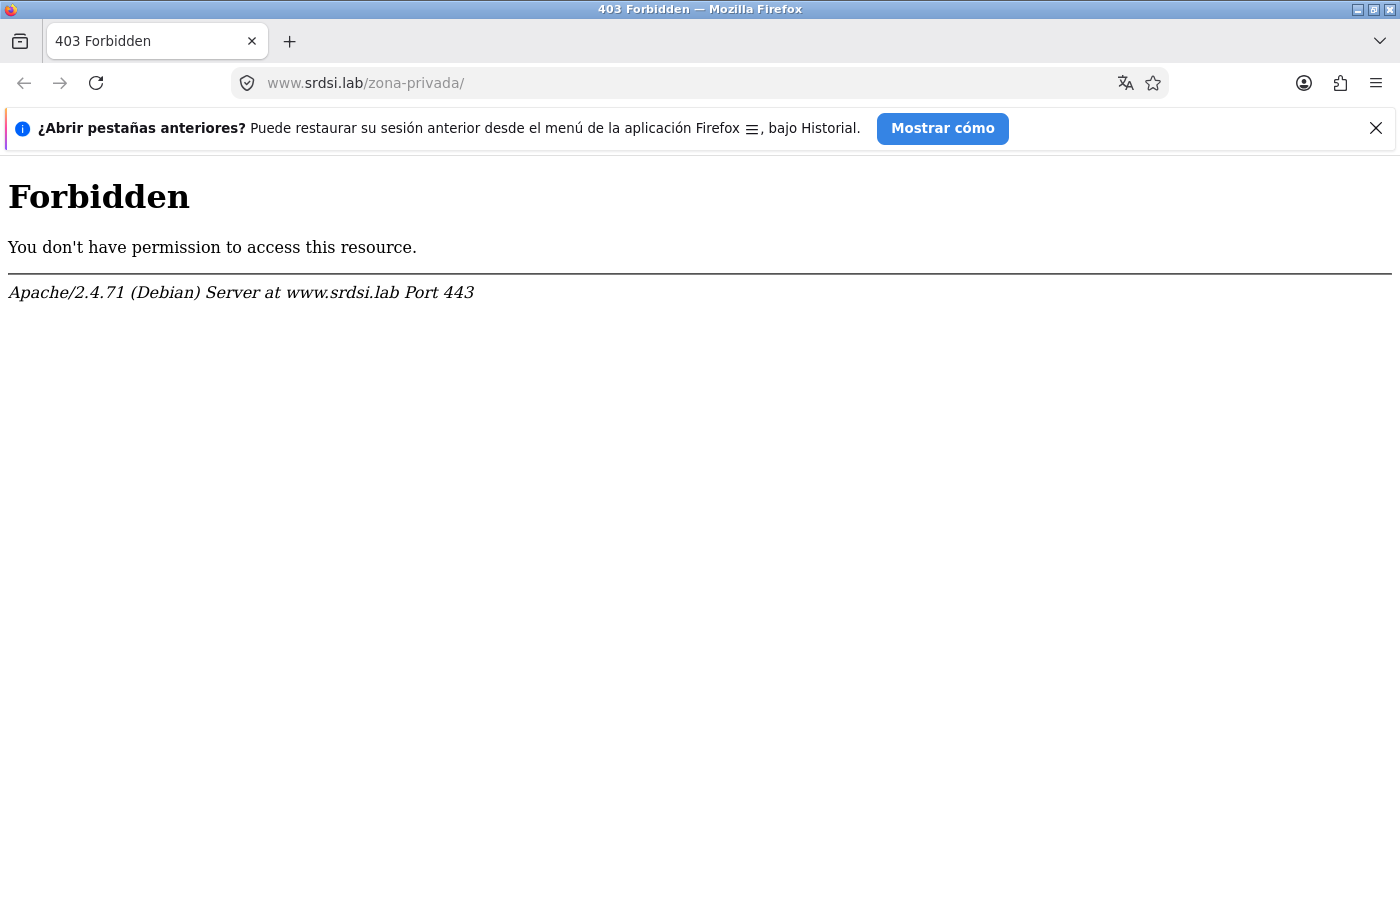 403 Forbidden — Mozilla Firefox
403 Forbidden
www.srdsi.lab/zona-privada/
¿Abrir pestañas anteriores? Puede restaurar su sesión anterior desde el menú de la aplicación Firefox ☰, bajo Historial. Mostrar cómo
Forbidden
You don't have permission to access this resource.
Apache/2.4.71 (Debian) Server at www.srdsi.lab Port 443